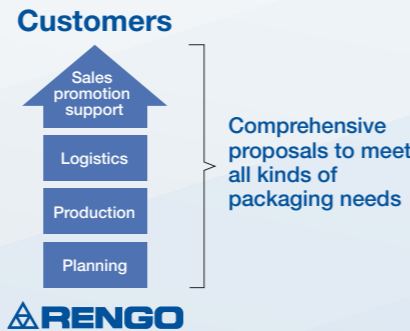 Customers
Sales
promotion
support
Logistics
Production
Planning
Comprehensive
proposals to meet
all kinds of
packaging needs
RENGO